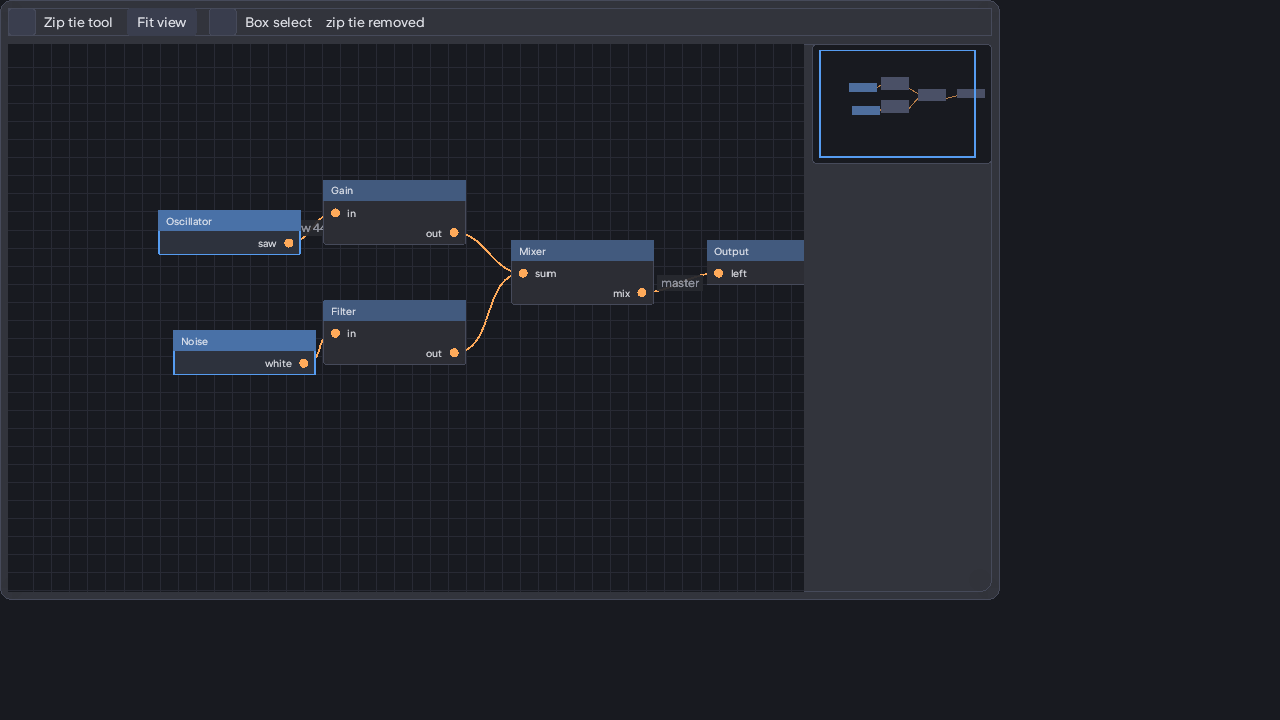 Zip tie tool Fit view Box select zip tie removed
Gain
in
out
Oscillator
saw
w 44
Mixer
sum
mix
master
Output
left
Filter
in
out
Noise
white